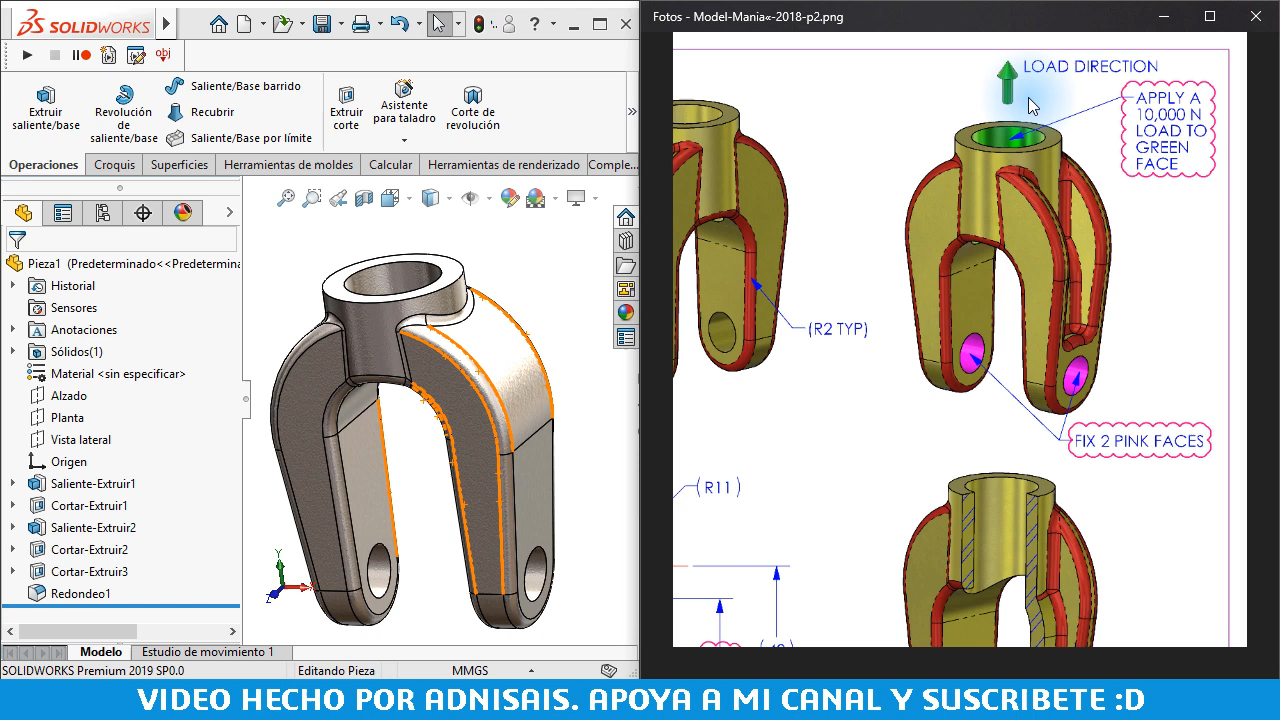 SOLIDWORKS
obj
Extruir saliente/base
Revolución de saliente/base
Saliente/Base barrido
Recubrir
Saliente/Base por límite
Extruir corte
Asistente para taladro
Corte de revolución
Operaciones
Croquis
Superficies
Herramientas de moldes
Calcular
Herramientas de renderizado
Comple...
Pieza1 (Predeterminado<<Predetermina
Historial
Sensores
Anotaciones
Sólidos(1)
Material <sin especificar>
Alzado
Planta
Vista lateral
Origen
Saliente-Extruir1
Cortar-Extruir1
Saliente-Extruir2
Cortar-Extruir2
Cortar-Extruir3
Redondeo1
Y
X
Z
Modelo
Estudio de movimiento 1
SOLIDWORKS Premium 2019 SP0.0
Editando Pieza
MMGS
Fotos - Model-Mania«-2018-p2.png
LOAD DIRECTION
APPLY A
10,000 N
LOAD TO
GREEN
FACE
(R2 TYP)
FIX 2 PINK FACES
(R11)
VIDEO HECHO POR ADNISAIS. APOYA A MI CANAL Y SUSCRIBETE :D